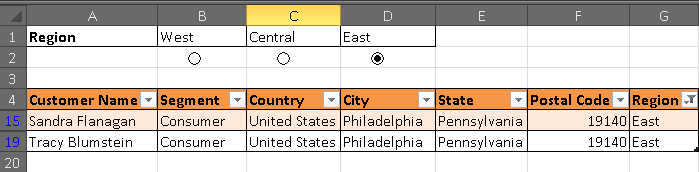 A B C D E F G
1 Region West Central East
2
3
4 Customer Name Segment Country City State Postal Code Region
15 Sandra Flanagan Consumer United States Philadelphia Pennsylvania 19140 East
19 Tracy Blumstein Consumer United States Philadelphia Pennsylvania 19140 East
20